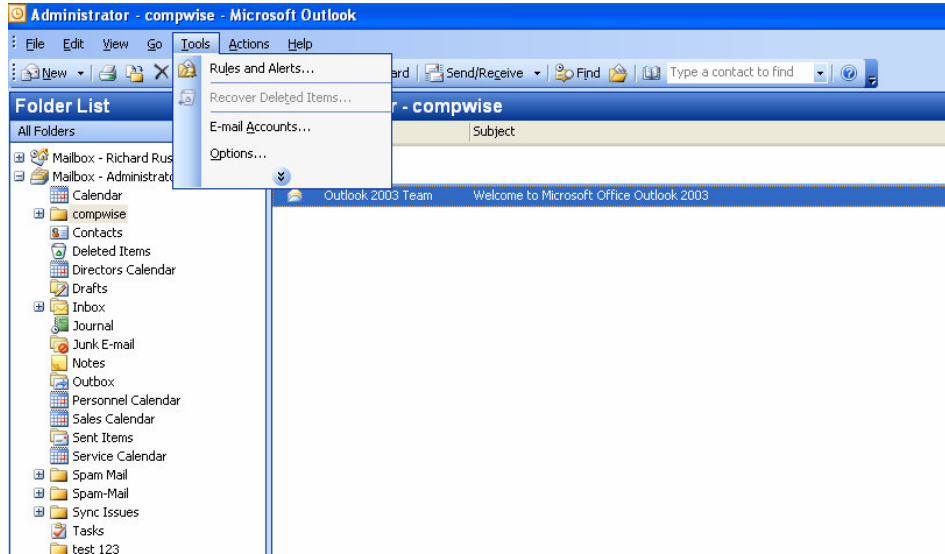 Administrator - compwise - Microsoft Outlook
File Edit View Go Tools Actions Help
New Send/Receive Find Type a contact to find
Rules and Alerts...
Recover Deleted Items...
E-mail Accounts...
Options...
Folder List - compwise
All Folders Subject
Mailbox - Richard
Mailbox -
Calendar
Outlook 2003 Team Welcome to Microsoft Office Outlook 2003
compwise
Contacts
Deleted Items
Directors Calendar
Drafts
Inbox
Journal
Junk E-mail
Notes
Outbox
Personnel Calendar
Sales Calendar
Sent Items
Service Calendar
Spam Mail
Spam-Mail
Sync Issues
Tasks
test 123